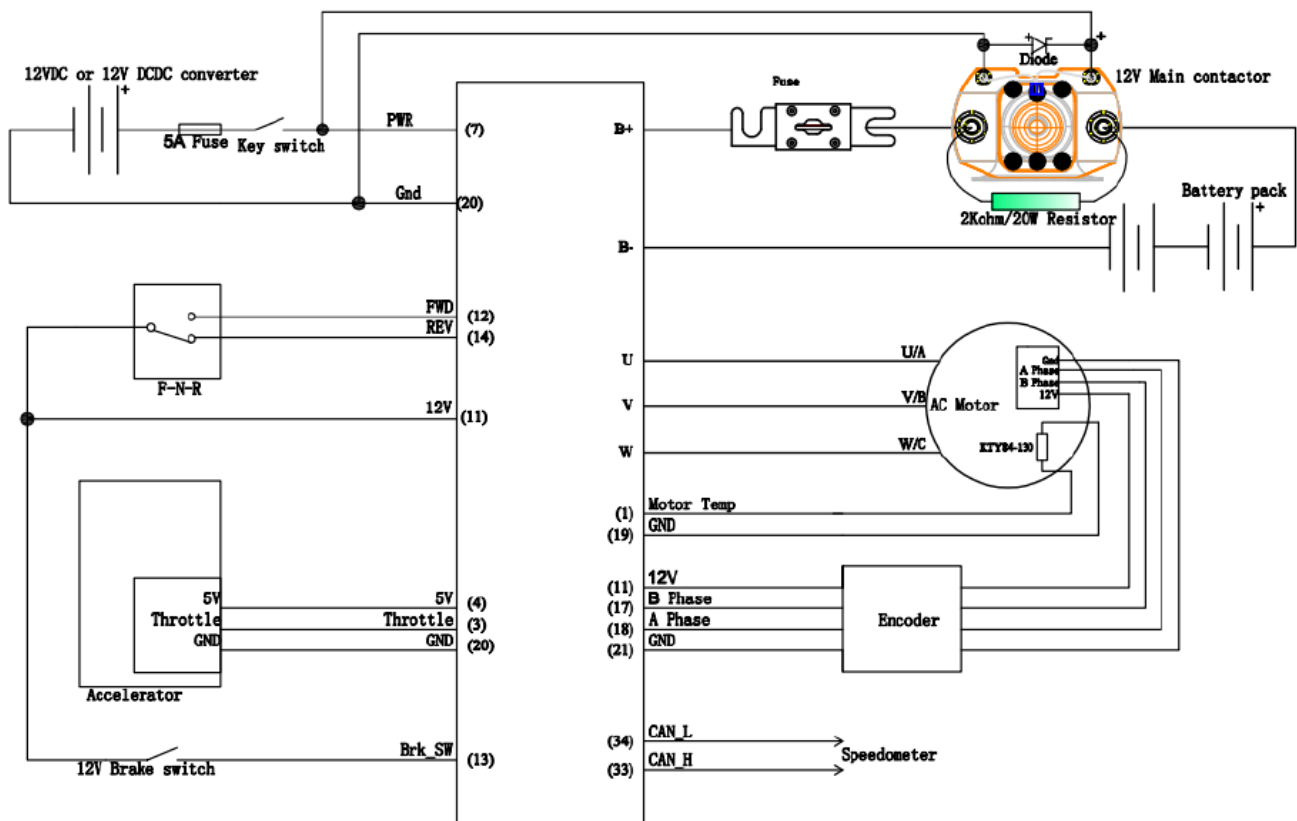 12VDC or 12V DCDC converter
+
5A Fuse
Key switch
PWR
(7)
Gnd
(20)
Fuse
B+
+
Diode
+
12V Main contactor
2Kohm/20W Resistor
Battery pack
+
B-
FWD
(12)
REV
(14)
F-N-R
12V
(11)
U
U/A
V
V/B
W
W/C
AC Motor
Gnd
A Phase
B Phase
12V
KTY84-130
(1)
Motor Temp
(19)
GND
5V
Throttle
GND
Accelerator
5V
(4)
Throttle
(3)
GND
(20)
(11)
12V
(17)
B Phase
(18)
A Phase
(21)
GND
Encoder
12V Brake switch
Brk_SW
(13)
(34)
CAN_L
(33)
CAN_H
Speedometer